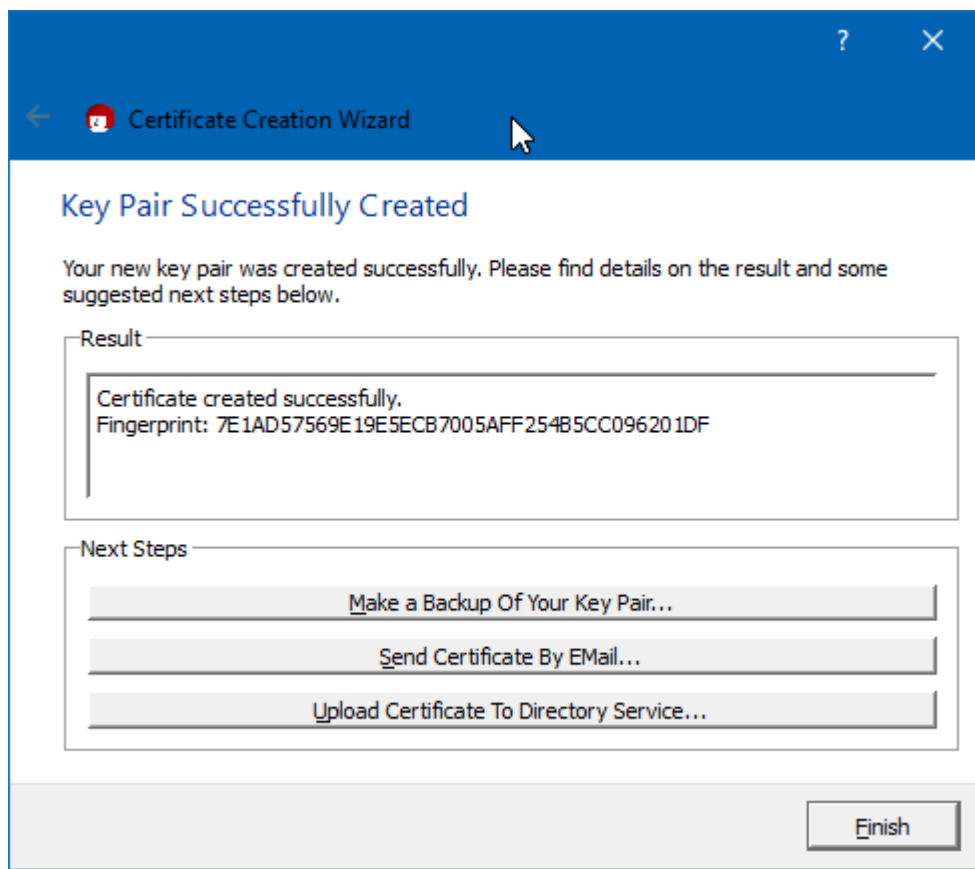 ?
Certificate Creation Wizard
Key Pair Successfully Created
Your new key pair was created successfully. Please find details on the result and some
suggested next steps below.
Result
Certificate created successfully.
Fingerprint: 7E1AD57569E19E5ECB7005AFF254B5CC096201DF
Next Steps
Make a Backup Of Your Key Pair...
Send Certificate By EMail...
Upload Certificate To Directory Service...
Finish